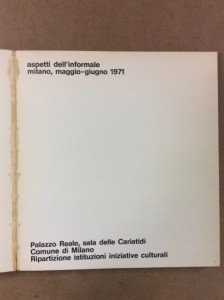 aspetti dell'informale
milano, maggio-giugno 1971
Palazzo Reale, sala delle Cariatidi
Comune di Milano
Ripartizione istituzioni iniziative culturali